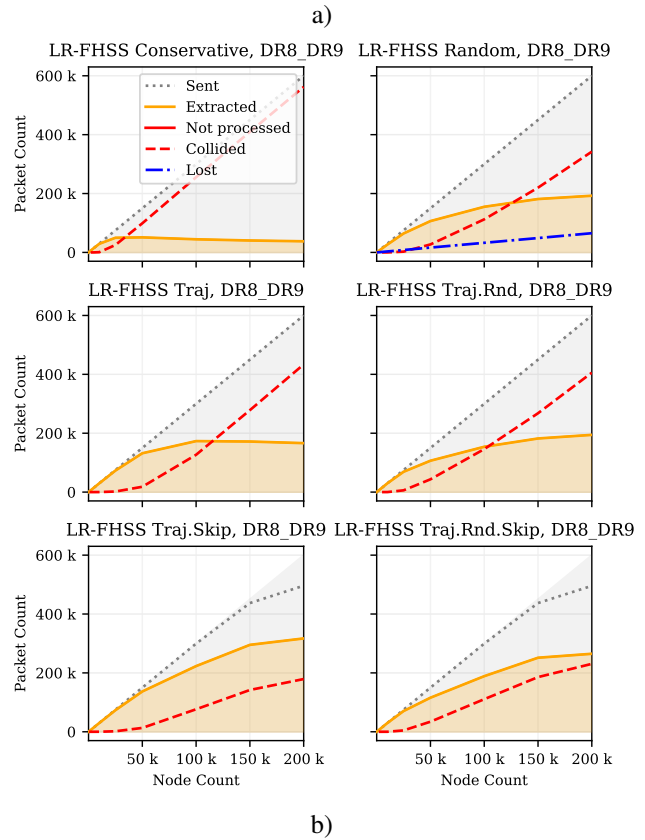 a)
LR-FHSS Conservative, DR8_DR9
LR-FHSS Random, DR8_DR9
600 k
400 k
200 k
0
Packet Count
Sent
Extracted
Not processed
Collided
Lost
LR-FHSS Traj, DR8_DR9
LR-FHSS Traj.Rnd, DR8_DR9
600 k
400 k
200 k
0
Packet Count
LR-FHSS Traj.Skip, DR8_DR9
LR-FHSS Traj.Rnd.Skip, DR8_DR9
600 k
400 k
200 k
0
Packet Count
50 k 100 k 150 k 200 k
Node Count
50 k 100 k 150 k 200 k
Node Count
b)